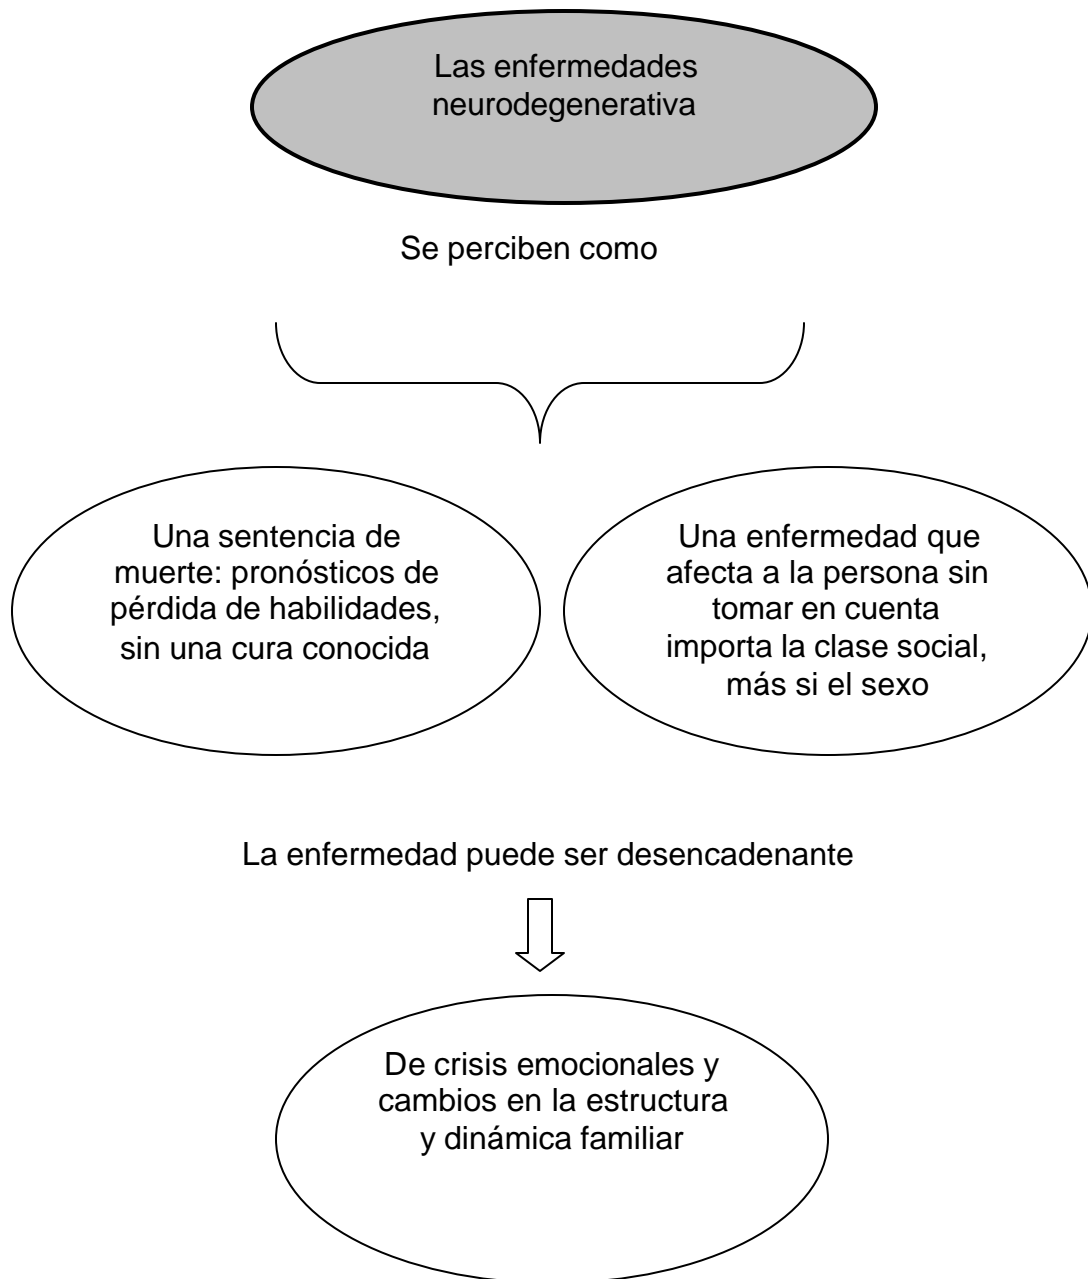 Las enfermedades
neurodegenerativa
Se perciben como
Una sentencia de
muerte: pronósticos de
pérdida de habilidades,
sin una cura conocida
Una enfermedad que
afecta a la persona sin
tomar en cuenta
importa la clase social,
más si el sexo
La enfermedad puede ser desencadenante
De crisis emocionales y
cambios en la estructura
y dinámica familiar